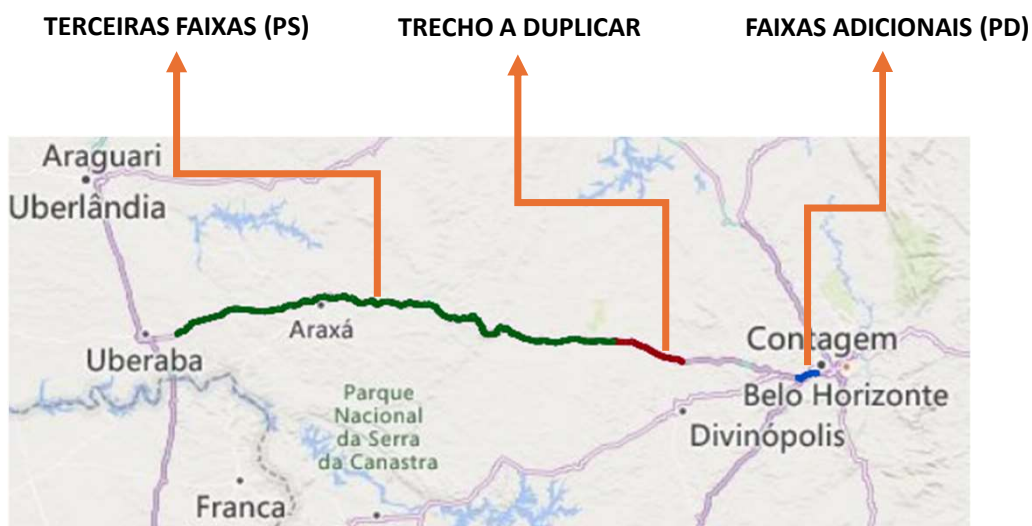 TERCEIRAS FAIXAS (PS)
TRECHO A DUPLICAR
FAIXAS ADICIONAIS (PD)
Araguari
Uberlândia
Araxá
Uberaba
Contagem
Belo Horizonte
Parque
Nacional
da Serra
da Canastra
Divinópolis
Franca